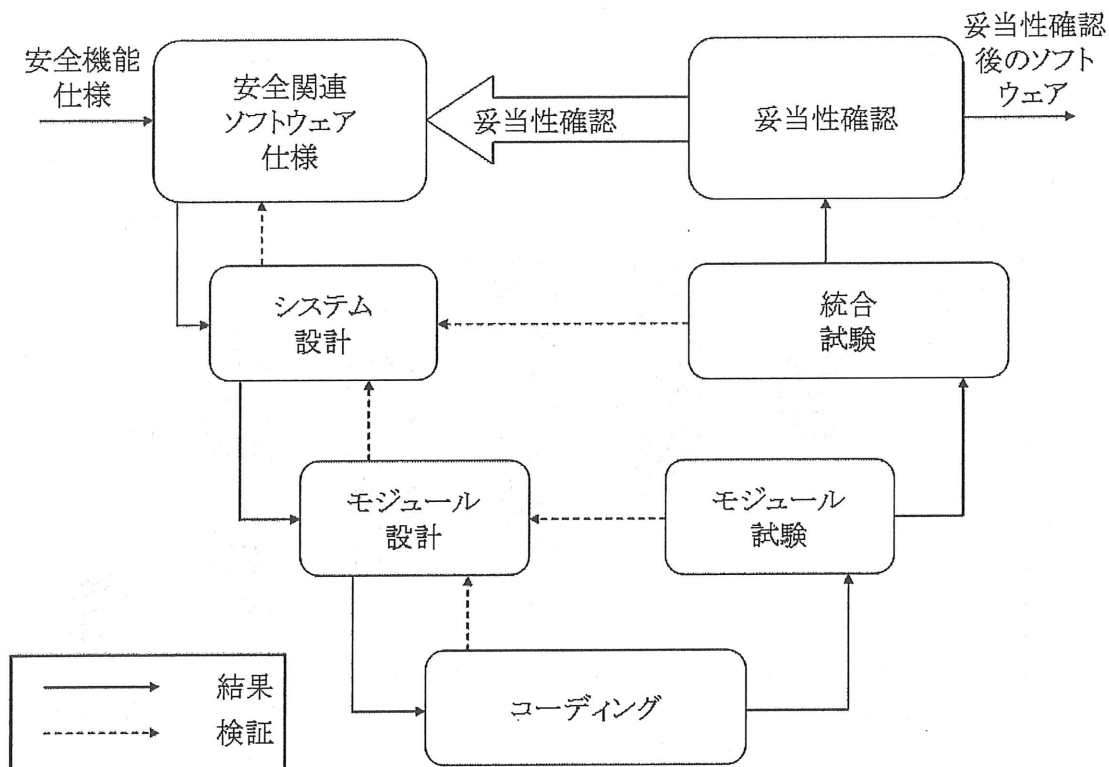 安全機能
仕様
安全関連
ソフトウェア
仕様
妥当性確認
妥当性確認
妥当性確認
後のソフト
ウェア
システム
設計
統合
試験
モジュール
設計
モジュール
試験
コーディング
結果
検証